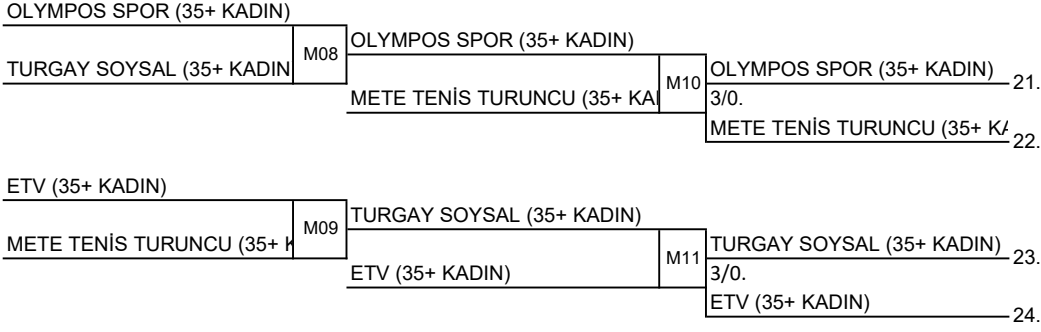 OLYMPOS SPOR (35+ KADIN)
M08
TURGAY SOYSAL (35+ KADIN
OLYMPOS SPOR (35+ KADIN)
M10
METE TENİS TURUNCU (35+ KA
OLYMPOS SPOR (35+ KADIN)
21.
3/0.
METE TENİS TURUNCU (35+ KA
22.
ETV (35+ KADIN)
M09
METE TENİS TURUNCU (35+ K
TURGAY SOYSAL (35+ KADIN)
M11
ETV (35+ KADIN)
TURGAY SOYSAL (35+ KADIN)
23.
3/0.
ETV (35+ KADIN)
24.